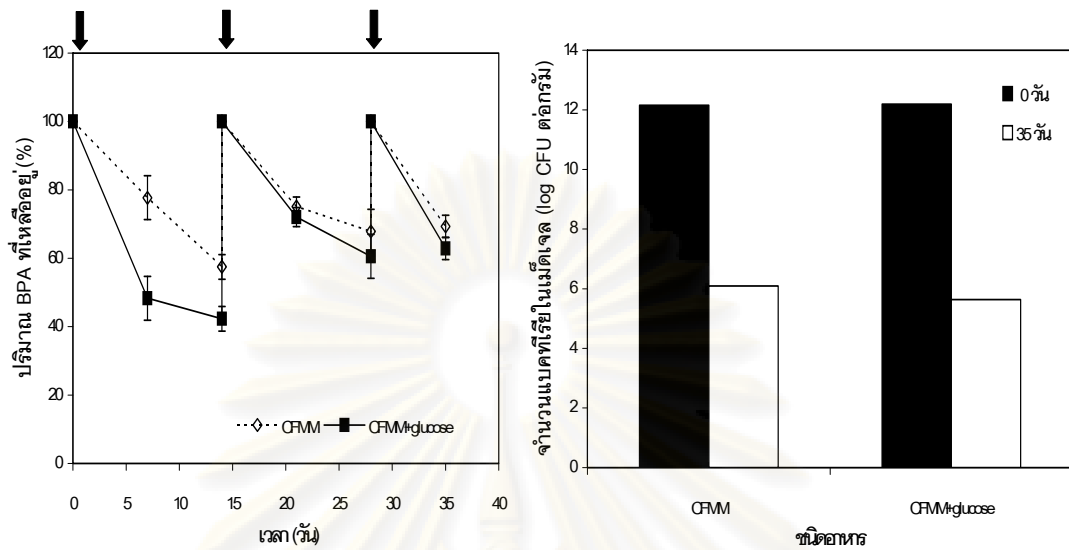 120
100
80
60
40
20
0
ปริมาณ BPA ที่เหลืออยู่ (%)
CFMM
CFMM+glucose
0 5 10 15 20 25 30 35 40
เวลา (วัน)
14
12
10
8
6
4
2
0
จำนวนแบคทีเรียในเม็ดเจล (log CFU ต่อกรัม)
0 วัน
35 วัน
CFMM CFMM+glucose
ชนิดอาหาร